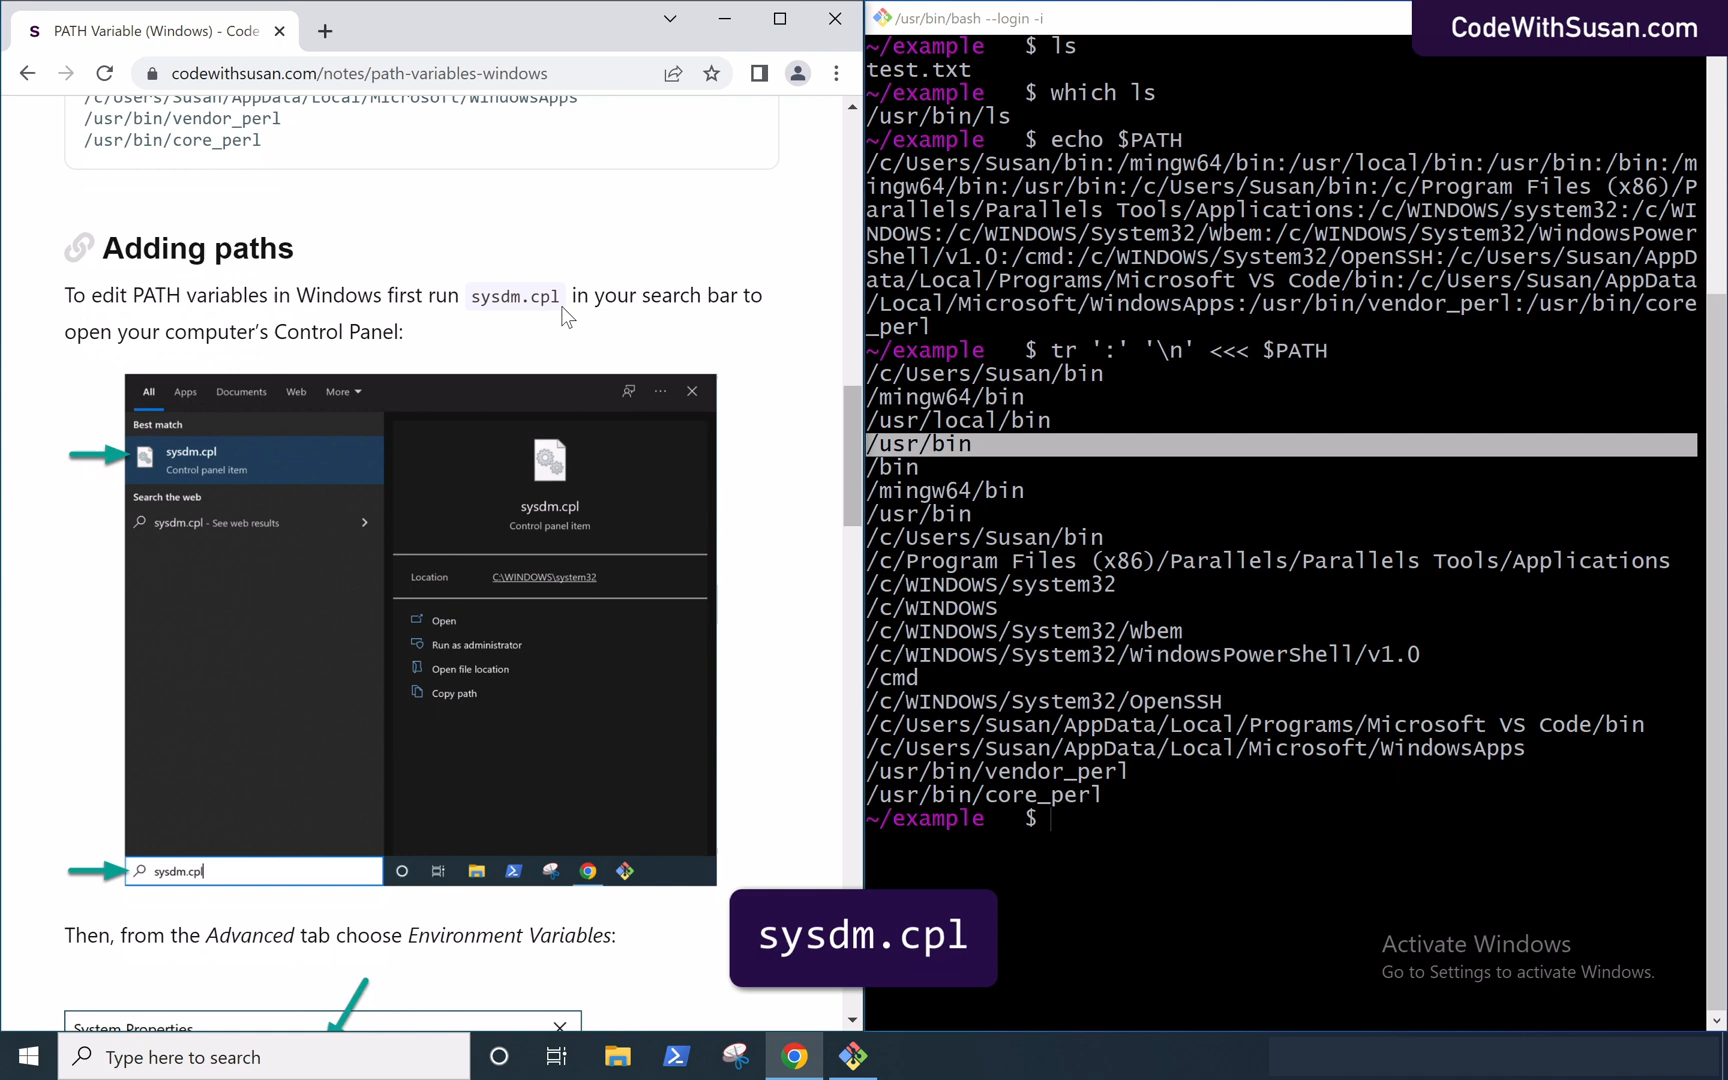 PATH Variable (Windows) - Code
codewithsusan.com/notes/path-variables-windows
/c/Users/Susan/AppData/Local/Microsoft/WindowsApps
/usr/bin/vendor_perl
/usr/bin/core_perl
Adding paths
To edit PATH variables in Windows first run sysdm.cpl in your search bar to
open your computer's Control Panel:
All Apps Documents Web More
Best match
sysdm.cpl
Control panel item
Search the web
sysdm.cpl - See web results
sysdm.cpl
Control panel item
Location C:\WINDOWS\system32
Open
Run as administrator
Open file location
Copy path
sysdm.cpl
Then, from the Advanced tab choose Environment Variables:
System Properties
sysdm.cpl
/usr/bin/bash --login -i
CodeWithSusan.com
~/example $ ls
test.txt
~/example $ which ls
/usr/bin/ls
~/example $ echo $PATH
/c/Users/Susan/bin:/mingw64/bin:/usr/local/bin:/usr/bin:/bin:/m
ingw64/bin:/usr/bin:/c/Users/Susan/bin:/c/Program Files (x86)/P
arallels/Parallels Tools/Applications:/c/WINDOWS/system32:/c/WI
NDOWS:/c/WINDOWS/System32/Wbem:/c/WINDOWS/System32/WindowsPower
Shell/v1.0:/cmd:/c/WINDOWS/System32/OpenSSH:/c/Users/Susan/AppD
ata/Local/Programs/Microsoft VS Code/bin:/c/Users/Susan/AppData
/Local/Microsoft/WindowsApps:/usr/bin/vendor_perl:/usr/bin/core
_perl
~/example $ tr ':' '\n' <<< $PATH
/c/Users/Susan/bin
/mingw64/bin
/usr/local/bin
/usr/bin
/bin
/mingw64/bin
/usr/bin
/c/Users/Susan/bin
/c/Program Files (x86)/Parallels/Parallels Tools/Applications
/c/WINDOWS/system32
/c/WINDOWS
/c/WINDOWS/System32/Wbem
/c/WINDOWS/System32/WindowsPowerShell/v1.0
/cmd
/c/WINDOWS/System32/OpenSSH
/c/Users/Susan/AppData/Local/Programs/Microsoft VS Code/bin
/c/Users/Susan/AppData/Local/Microsoft/WindowsApps
/usr/bin/vendor_perl
/usr/bin/core_perl
~/example $
Activate Windows
Go to Settings to activate Windows.
Type here to search